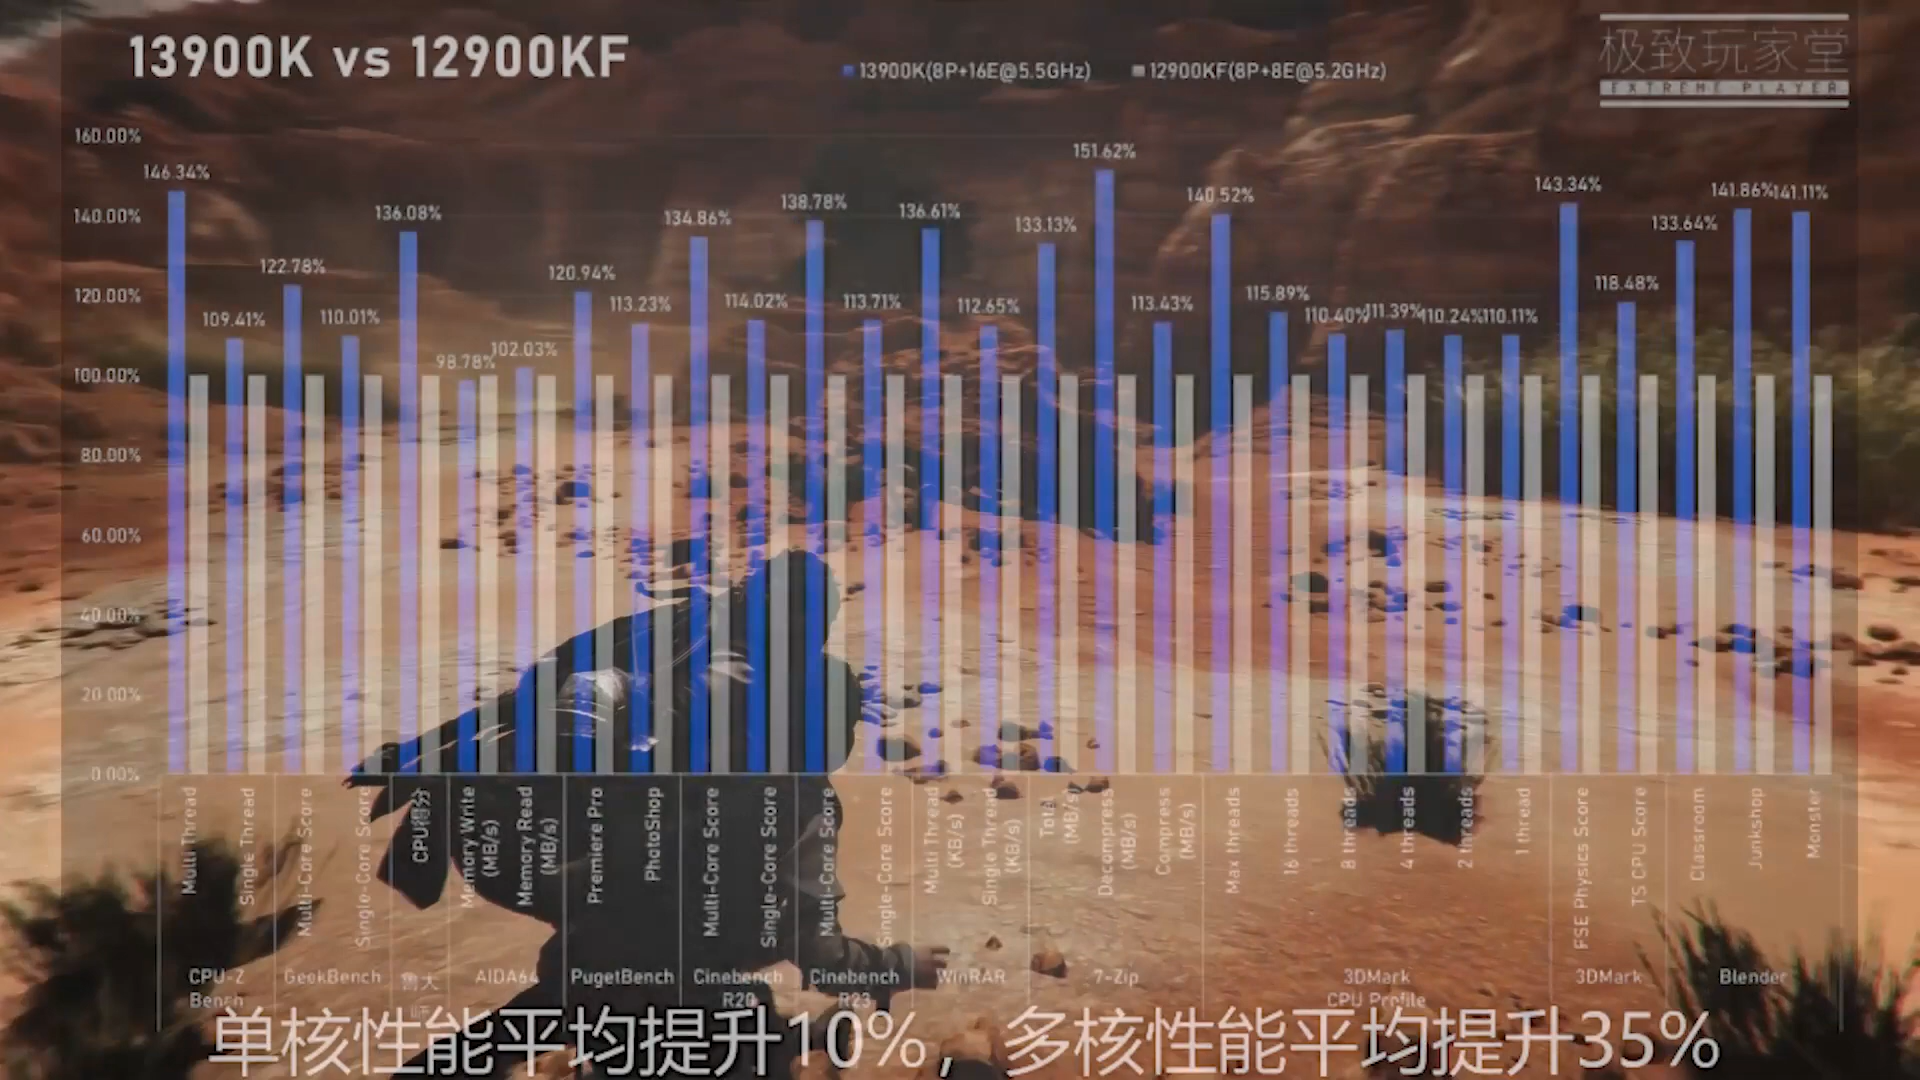 13900K vs 12900KF
13900K(8P+16E@5.5GHz)
12900KF(8P+8E@5.2GHz)
极致玩家堂
EXTREME PLAYER
160.00%
140.00%
120.00%
100.00%
80.00%
60.00%
40.00%
20.00%
0.00%
146.34%
109.41%
122.78%
110.01%
136.08%
98.78%
102.03%
120.94%
113.23%
134.86%
114.02%
138.78%
113.71%
136.61%
112.65%
133.13%
151.62%
113.43%
140.52%
115.89%
110.40%
111.39%
110.24%
110.11%
143.34%
118.48%
133.64%
141.86%
141.11%
Multi Thread
Single Thread
Multi-Core Score
Single-Core Score
CPU得分
Memory Write
(MB/s)
Memory Read
(MB/s)
Premiere Pro
PhotoShop
Multi-Core Score
Single-Core Score
Multi-Core Score
Single-Core Score
Multi Thread
(KB/s)
Single Thread
(KB/s)
Total
(MB/s)
Decompress
(MB/s)
Compress
(MB/s)
Max threads
16 threads
8 threads
4 threads
2 threads
1 thread
FSE Physics Score
TS CPU Score
Classroom
Junkshop
Monster
CPU-Z
Bench
GeekBench
鲁大
师
AIDA64
PugetBench
Cinebench
R20
Cinebench
R23
WinRAR
7-Zip
3DMark
CPU Profile
3DMark
Blender
单核性能平均提升10%，多核性能平均提升35%